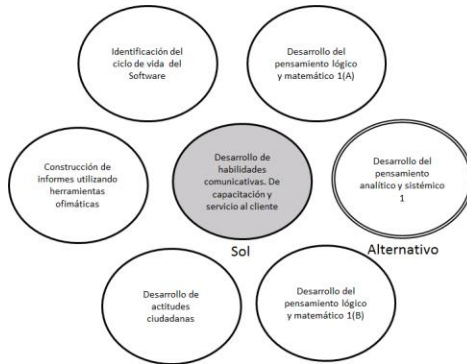 Identificación del
ciclo de vida del
Software
Desarrollo del
pensamiento lógico
y matemático 1(A)
Construcción de
informes utilizando
herramientas
ofimáticas
Desarrollo de
habilidades
comunicativas. De
capacitación y
servicio al cliente
Desarrollo del
pensamiento
analítico y sistémico
1
Sol
Alternativo
Desarrollo de
actitudes
ciudadanas
Desarrollo del
pensamiento lógico
y matemático 1(B)